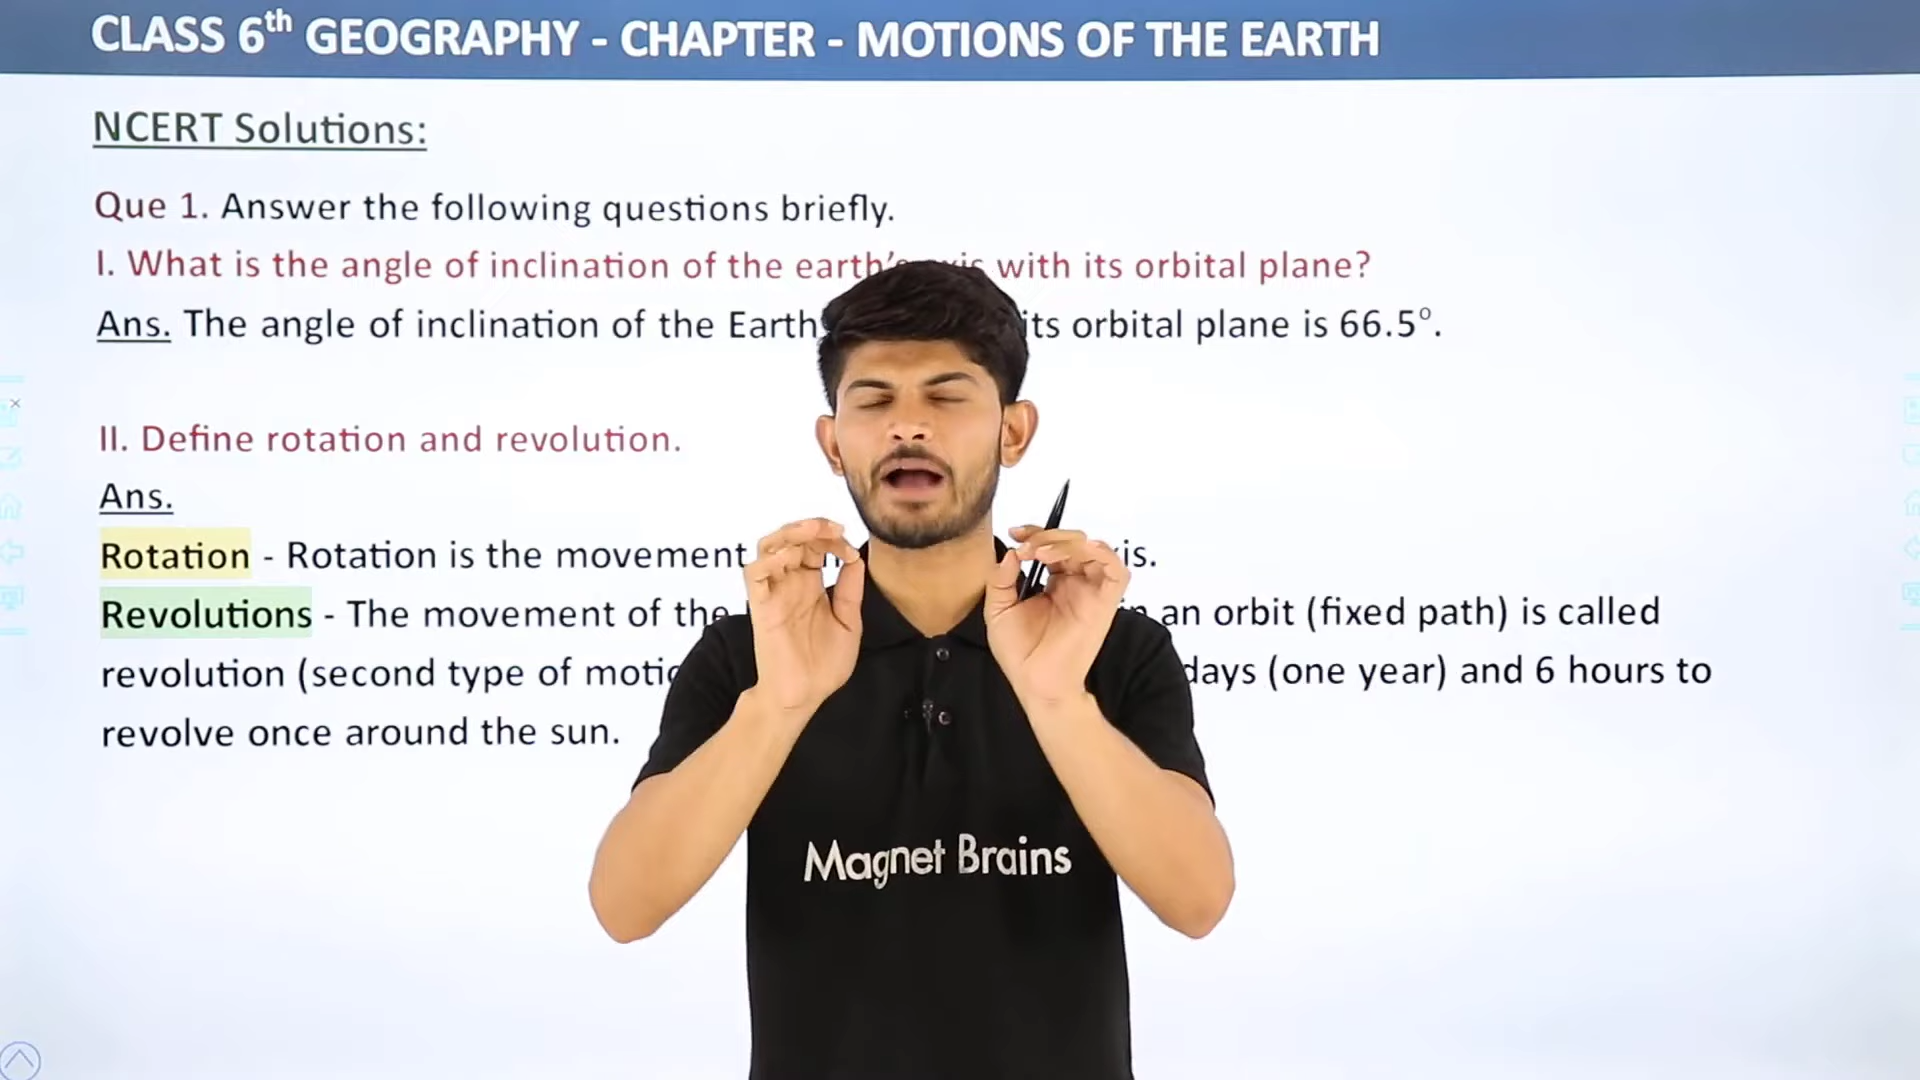 CLASS 6th GEOGRAPHY - CHAPTER - MOTIONS OF THE EARTH
NCERT Solutions:
Que 1. Answer the following questions briefly.
I. What is the angle of inclination of the earth's axis with its orbital plane?
Ans. The angle of inclination of the Earth its orbital plane is 66.5°.
II. Define rotation and revolution.
Ans.
Rotation - Rotation is the movement
Revolutions - The movement of the in an orbit (fixed path) is called
revolution (second type of days (one year) and 6 hours to
revolve once around the sun.
Magnet Brains